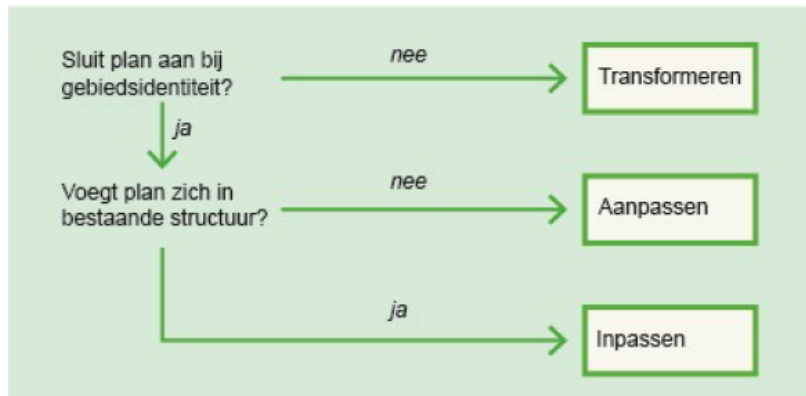 Sluit plan aan bij
gebiedsidentiteit?
nee
Transformeren
ja
Voegt plan zich in
bestaande structuur?
nee
Aanpassen
ja
Inpassen